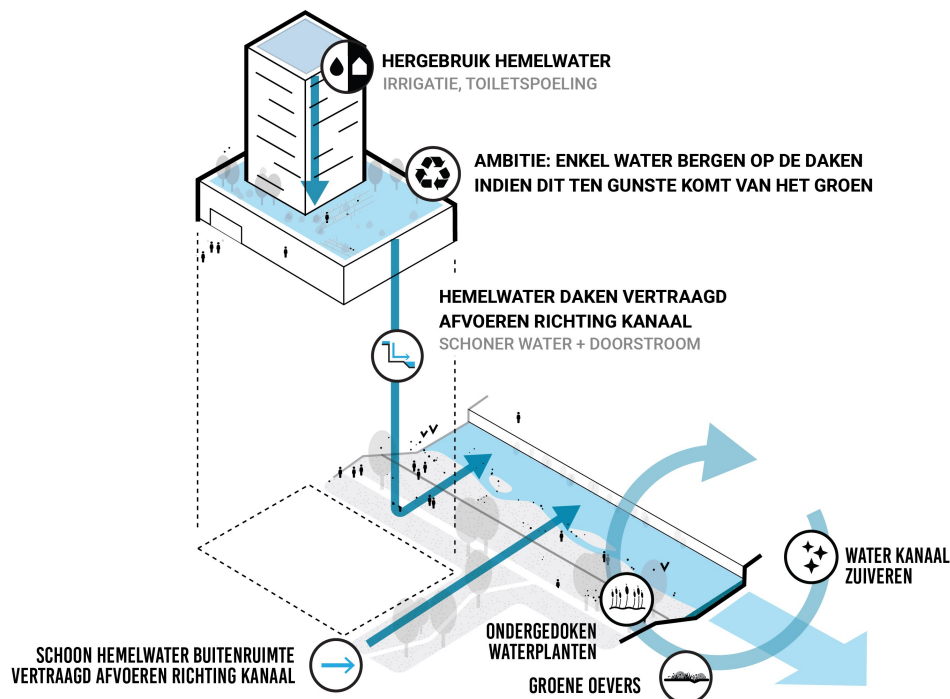 HERGEBRUIK HEMELWATER
IRRIGATIE, TOILETSPOELING
AMBITIE: ENKEL WATER BERGEN OP DE DAKEN
INDIEN DIT TEN GUNSTE KOMT VAN HET GROEN
HEMELWATER DAKEN VERTRAAGD
AFVOEREN RICHTING KANAAL
SCHONER WATER + DOORSTROOM
WATER KANAAL
ZUIVEREN
ONDERGEDOKEN
WATERPLANTEN
SCHOON HEMELWATER BUITENRUIMTE
VERTRAAGD AFVOEREN RICHTING KANAAL
GROENE OEVERS